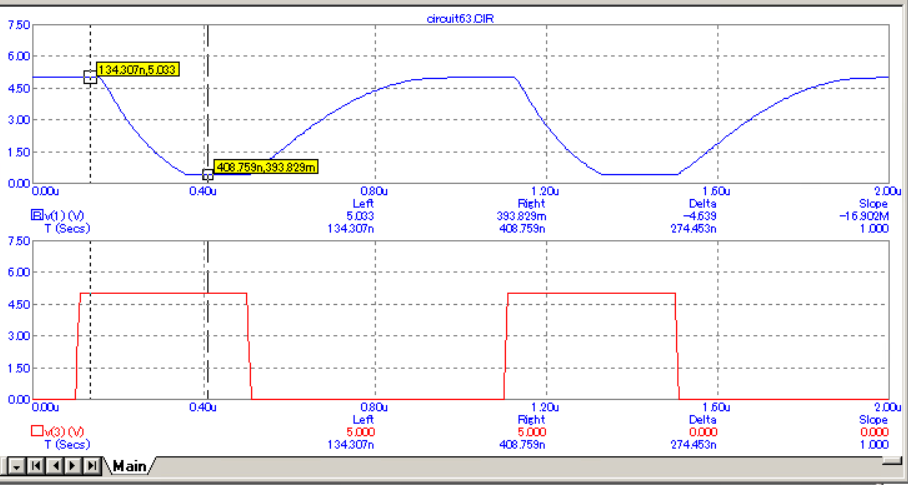 circuit63.CIR
7.50
6.00
4.50
3.00
1.50
0.00
134.307n,5.033
408.759n,393.829m
0.00u 0.40u 0.80u 1.20u 1.60u 2.00u
Left Right Delta Slope
v(1) (V) 5.033 393.829m -4.639 -16.902M
T (Secs) 134.307n 408.759n 274.453n 1.000
7.50
6.00
4.50
3.00
1.50
0.00
0.00u 0.40u 0.80u 1.20u 1.60u 2.00u
Left Right Delta Slope
v(3) (V) 5.000 5.000 0.000 0.000
T (Secs) 134.307n 408.759n 274.453n 1.000
Main